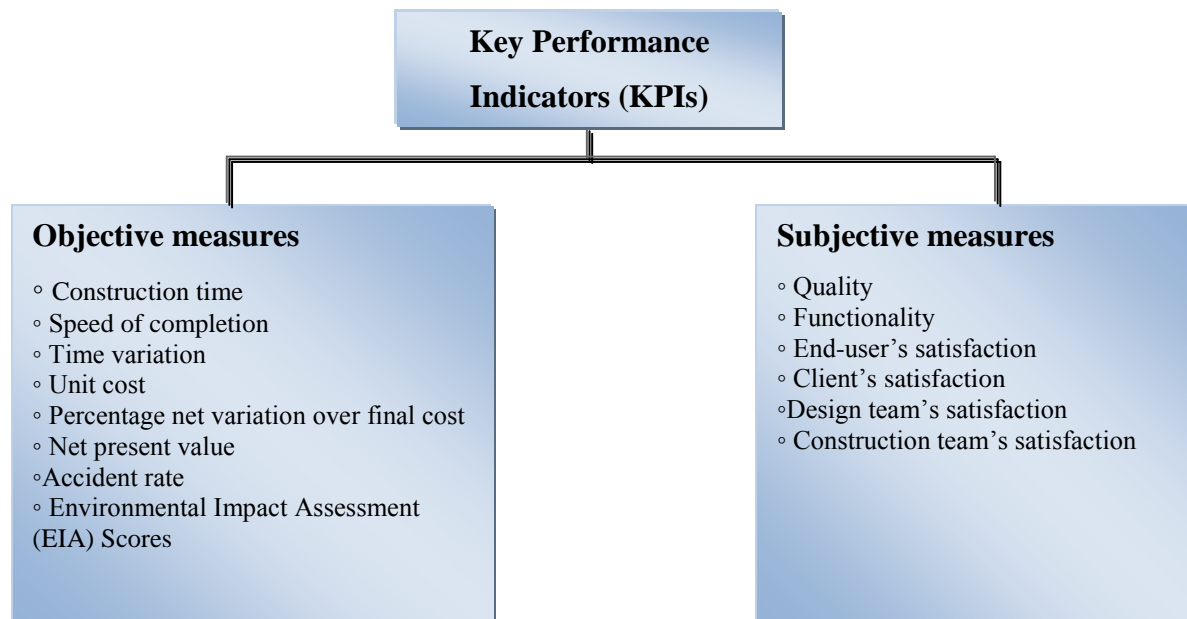 Key Performance
Indicators (KPIs)
Objective measures
◦ Construction time
◦ Speed of completion
◦ Time variation
◦ Unit cost
◦ Percentage net variation over final cost
◦ Net present value
◦Accident rate
◦ Environmental Impact Assessment
(EIA) Scores
Subjective measures
◦ Quality
◦ Functionality
◦ End-user’s satisfaction
◦ Client’s satisfaction
◦Design team’s satisfaction
◦ Construction team’s satisfaction